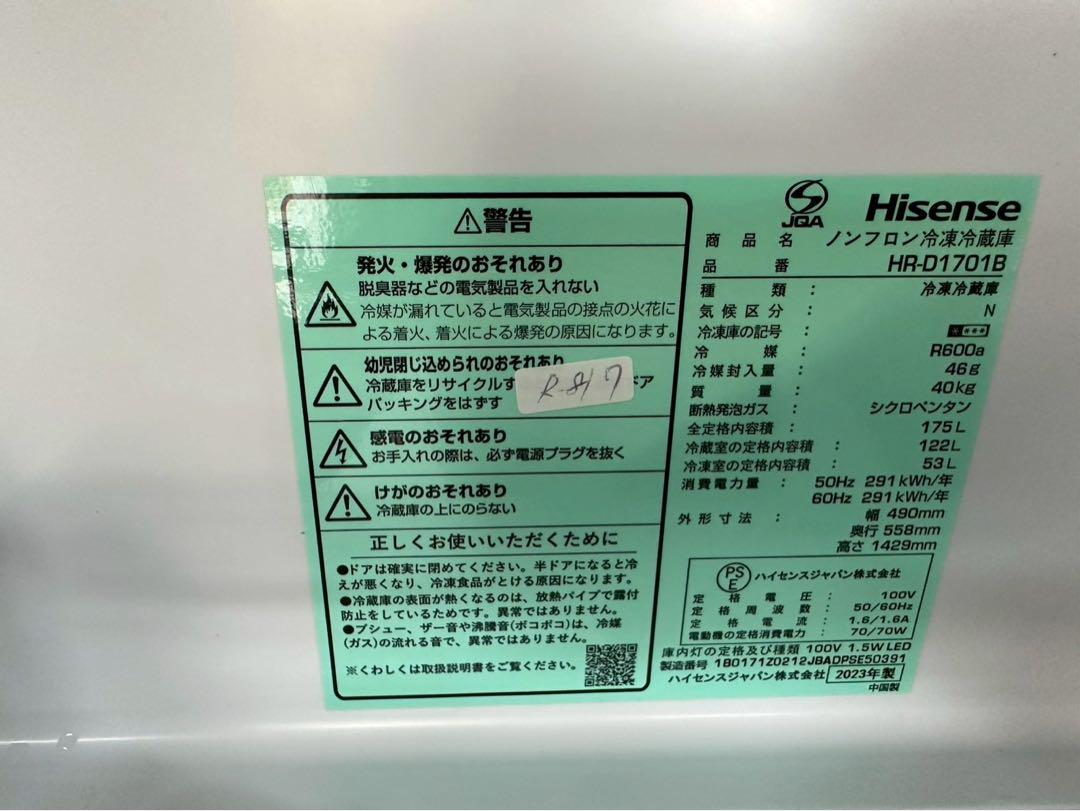 ⚠警告
発火・爆発のおそれあり
脱臭器などの電気製品を入れない
冷媒が漏れていると電気製品の接点の火花に
よる着火、着火による爆発の原因になります。
幼児閉じ込められのおそれあり
冷蔵庫をリサイクルす ドア
パッキングをはずす
R-817
感電のおそれあり
お手入れの際は、必ず電源プラグを抜く
けがのおそれあり
冷蔵庫の上にのらない
正しくお使いいただくために
●ドアは確実に閉めてください。半ドアになると冷
えが悪くなり、冷凍食品がとける原因になります。
●冷蔵庫の表面が熱くなるのは、放熱パイプで露付
防止をしているためです。異常ではありません。
●プシュー、ザー音や沸騰音(ボコボコ)は、冷媒
(ガス)の流れる音で、異常ではありません。
※くわしくは取扱説明書をご覧ください。
JQA Hisense
商品名 ノンフロン冷凍冷蔵庫
品番 HR-D1701B
種類： 冷凍冷蔵庫
気候区分： N
冷凍庫の記号： ****
冷媒： R600a
冷媒封入量： 46g
質量： 40kg
断熱発泡ガス： シクロペンタン
全定格内容積： 175L
冷蔵室の定格内容積： 122L
冷凍室の定格内容積： 53L
消費電力量： 50Hz 291kWh/年
60Hz 291kWh/年
外形寸法： 幅 490mm
奥行 558mm
高さ 1429mm
PSE ハイセンスジャパン株式会社
定格電圧： 100V
定格周波数： 50/60Hz
定格電流： 1.6/1.6A
電動機の定格消費電力： 70/70W
庫内灯の定格及び種類 100V 1.5W LED
製造番号 1B0171Z0212JBADPSE50391
ハイセンスジャパン株式会社 2023年製
中国製